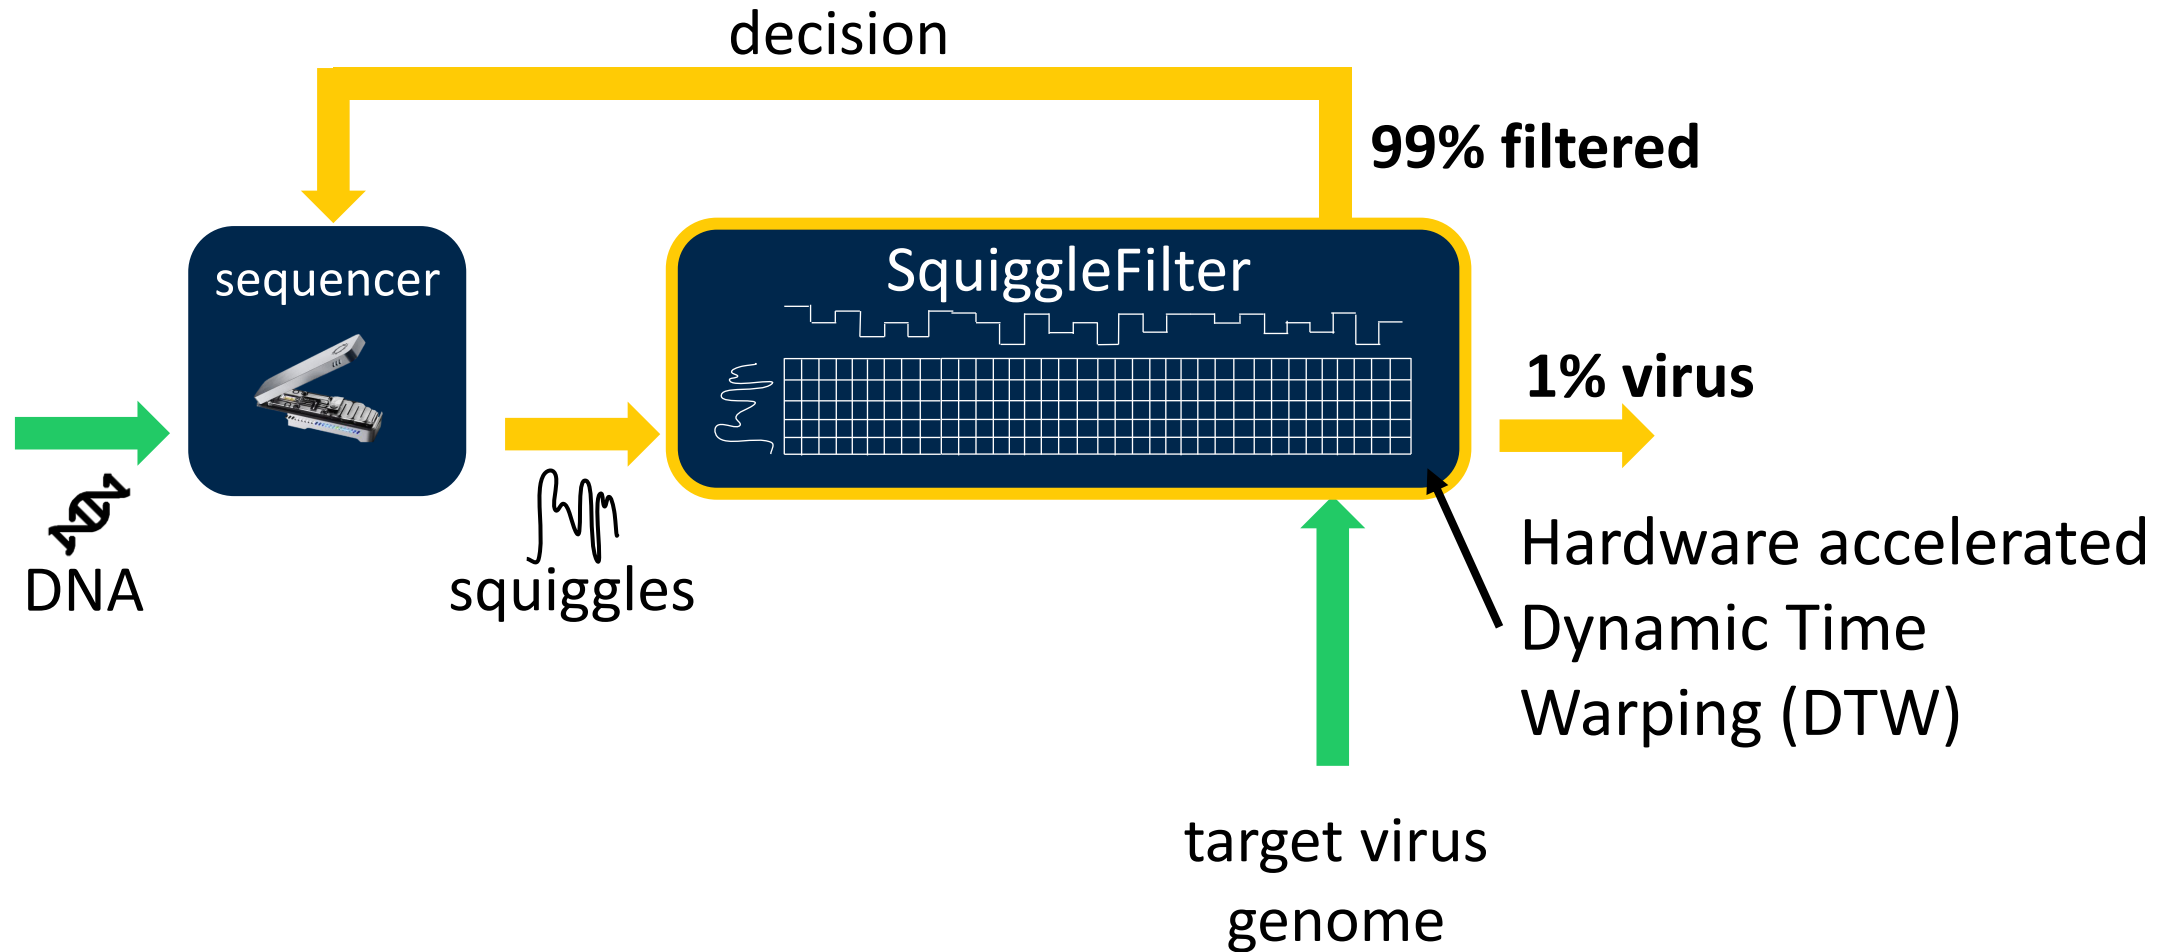 decision
99% filtered
sequencer
SquiggleFilter
1% virus
DNA
squiggles
Hardware accelerated
Dynamic Time
Warping (DTW)
target virus
genome